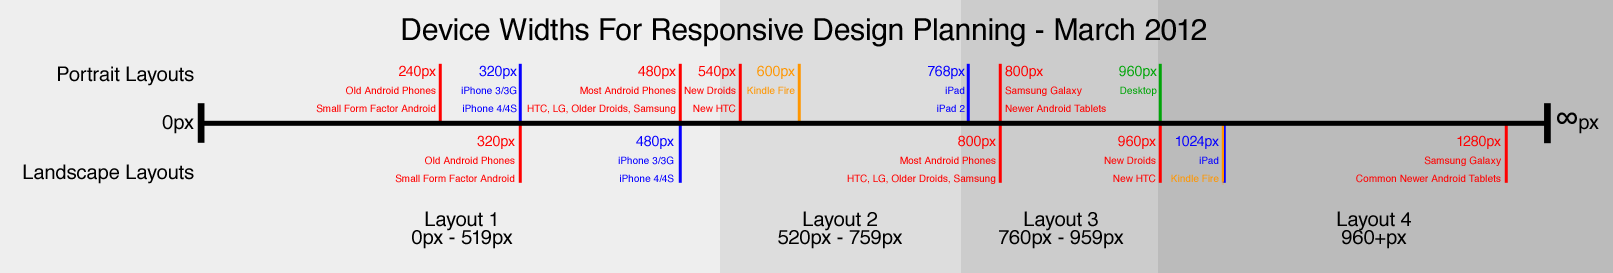 Device Widths For Responsive Design Planning - March 2012
Portrait Layouts
240px
Old Android Phones
Small Form Factor Android
320px
iPhone 3/3G
iPhone 4/4S
480px
Most Android Phones
HTC, LG, Older Droids, Samsung
540px
New Droids
New HTC
600px
Kindle Fire
768px
iPad
iPad 2
800px
Samsung Galaxy
Newer Android Tablets
960px
Desktop
0px
∞px
Landscape Layouts
320px
Old Android Phones
Small Form Factor Android
480px
iPhone 3/3G
iPhone 4/4S
800px
Most Android Phones
HTC, LG, Older Droids, Samsung
960px
New Droids
New HTC
1024px
iPad
Kindle Fire
1280px
Samsung Galaxy
Common Newer Android Tablets
Layout 1
0px - 519px
Layout 2
520px - 759px
Layout 3
760px - 959px
Layout 4
960+px